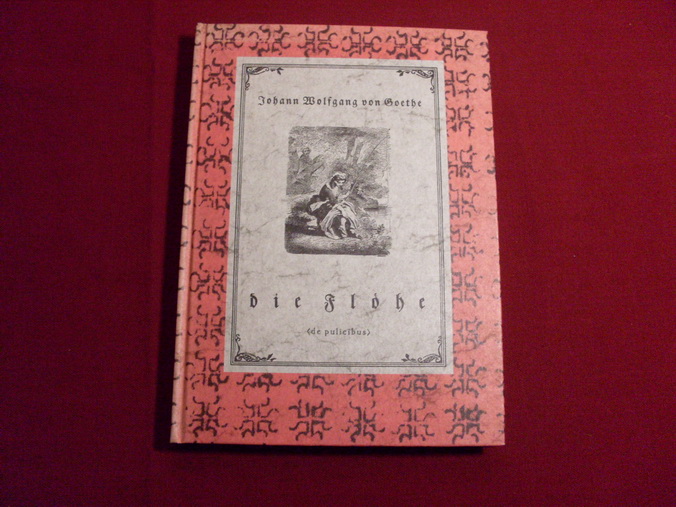 Johann Wolfgang von Goethe
die Flöhe
(de pulicibus)